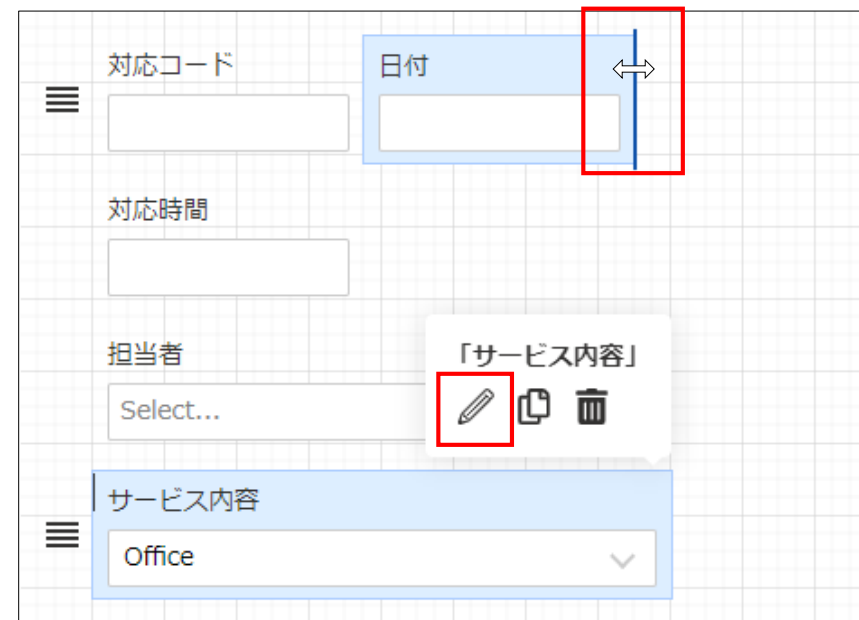 対応コード
日付
対応時間
担当者
「サービス内容」
Select...
サービス内容
Office